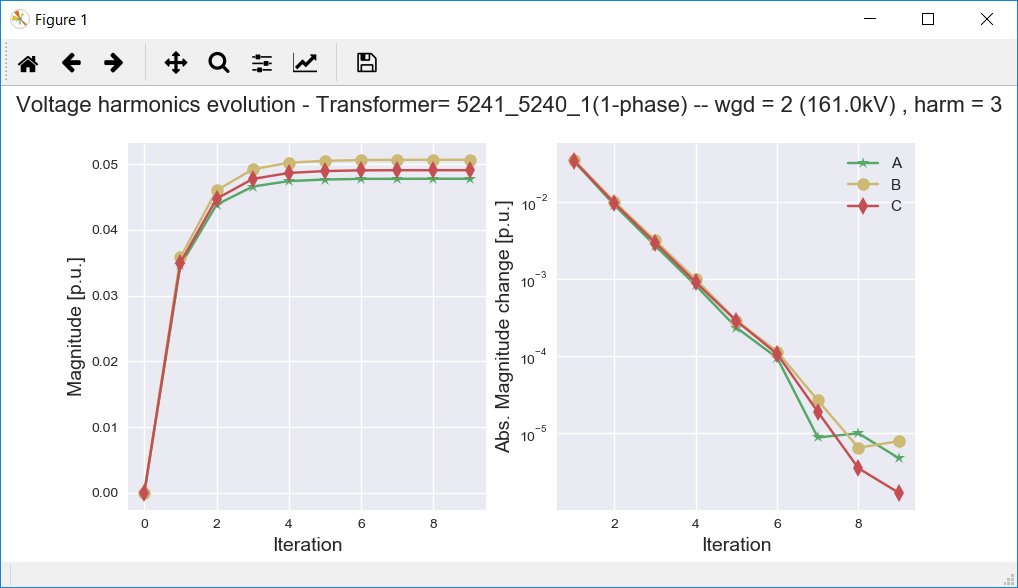 Figure 1
Voltage harmonics evolution - Transformer= 5241_5240_1(1-phase) -- wgd = 2 (161.0kV) , harm = 3
Magnitude [p.u.]
0.05
0.04
0.03
0.02
0.01
0.00
0 2 4 6 8
Iteration
Abs. Magnitude change [p.u.]
10⁻²
10⁻³
10⁻⁴
10⁻⁵
2 4 6 8
Iteration
A
B
C